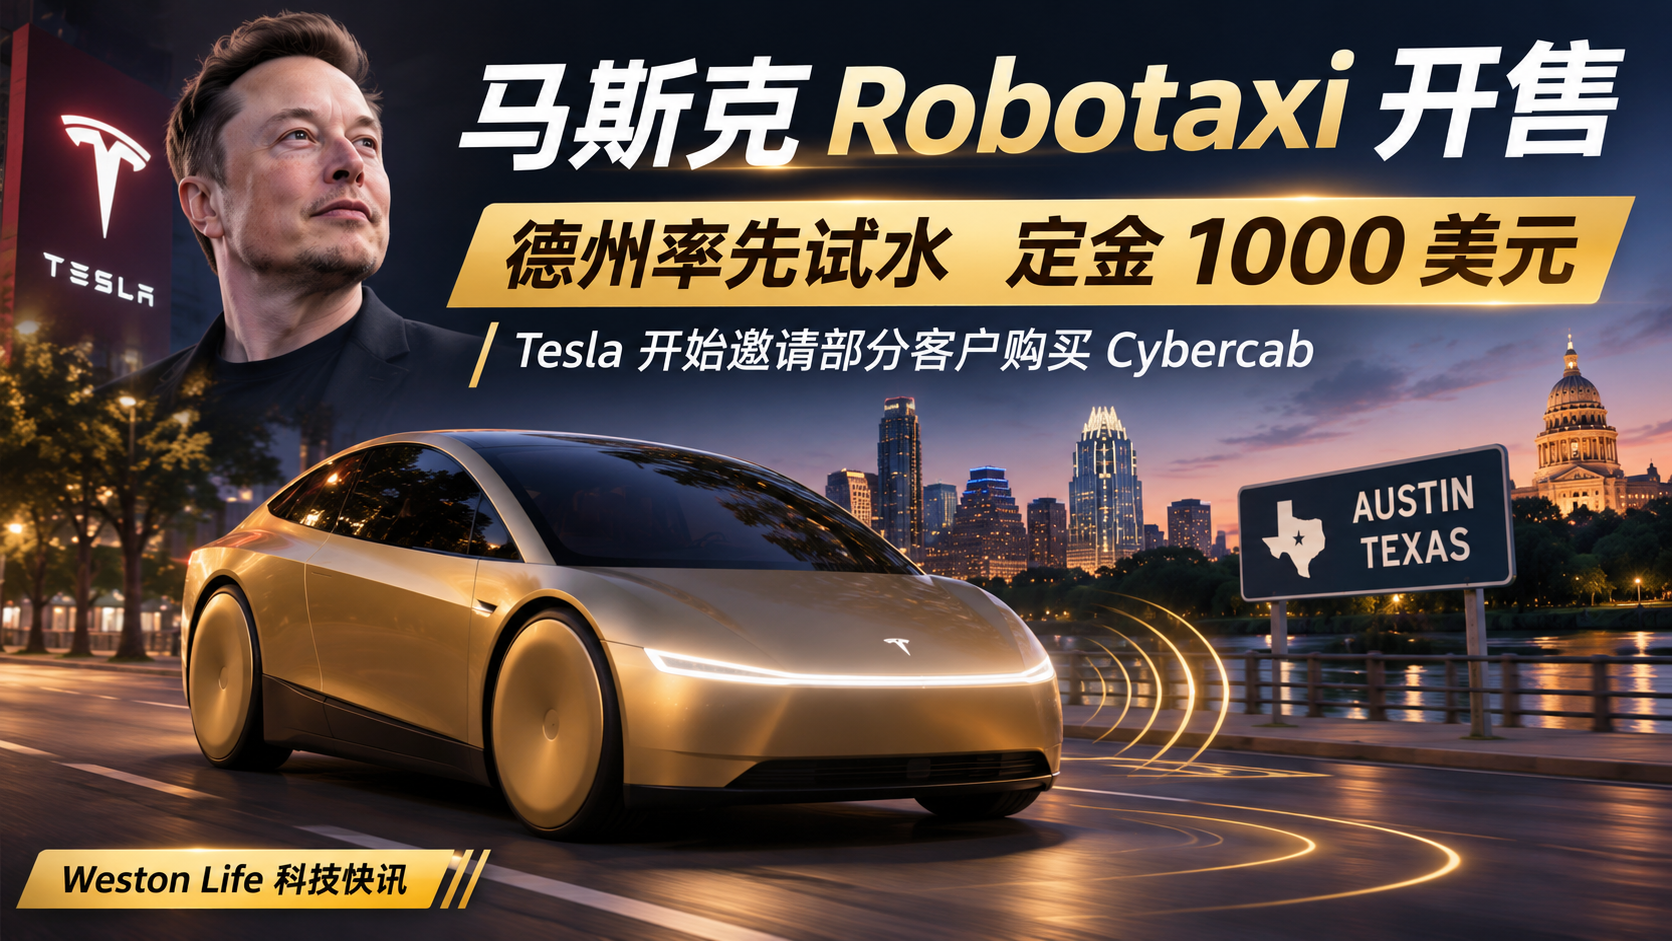 马斯克 Robotaxi 开售
德州率先试水 定金 1000 美元
Tesla 开始邀请部分客户购买 Cybercab
TESLA
AUSTIN
TEXAS
Weston Life 科技快讯